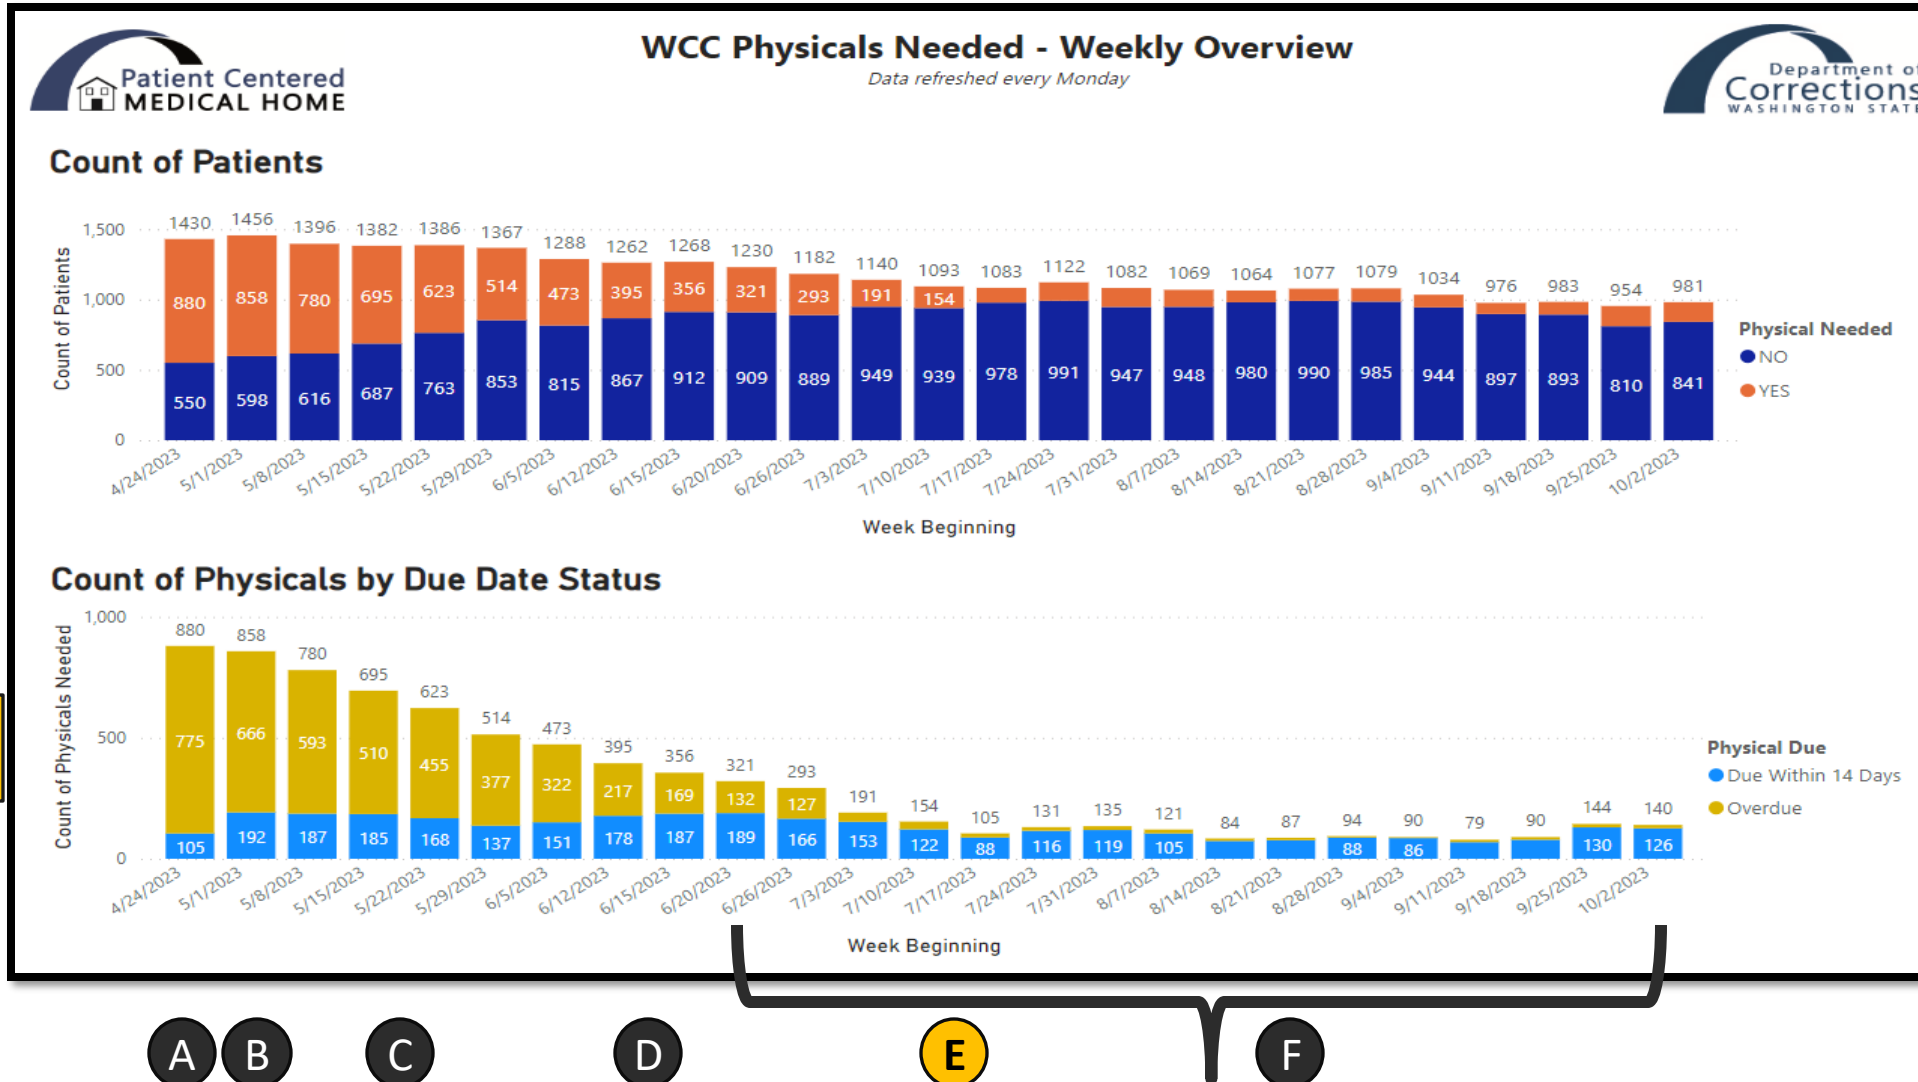 Patient Centered
MEDICAL HOME
WCC Physicals Needed - Weekly Overview
Data refreshed every Monday
Department of
Corrections
WASHINGTON STATE
Count of Patients
Count of Patients
1,500
1,000
500
0
1430 1456 1396 1382 1386 1367 1288 1262 1268 1230 1182 1140 1093 1083 1122 1082 1069 1064 1077 1079 1034 976 983 954 981
880 858 780 695 623 514 473 395 356 321 293 191 154
550 598 616 687 763 853 815 867 912 909 889 949 939 978 991 947 948 980 990 985 944 897 893 810 841
4/24/2023 5/1/2023 5/8/2023 5/15/2023 5/22/2023 5/29/2023 6/5/2023 6/12/2023 6/15/2023 6/20/2023 6/26/2023 7/3/2023 7/10/2023 7/17/2023 7/24/2023 7/31/2023 8/7/2023 8/14/2023 8/21/2023 8/28/2023 9/4/2023 9/11/2023 9/18/2023 9/25/2023 10/2/2023
Week Beginning
Physical Needed
NO
YES
Count of Physicals by Due Date Status
Count of Physicals Needed
1,000
500
0
880 858 780 695 623 514 473 395 356 321 293 191 154 105 131 135 121 84 87 94 90 79 90 144 140
775 666 593 510 455 377 322 217 169 132 127
105 192 187 185 168 137 151 178 187 189 166 153 122 88 116 119 105 88 86 130 126
4/24/2023 5/1/2023 5/8/2023 5/15/2023 5/22/2023 5/29/2023 6/5/2023 6/12/2023 6/15/2023 6/20/2023 6/26/2023 7/3/2023 7/10/2023 7/17/2023 7/24/2023 7/31/2023 8/7/2023 8/14/2023 8/21/2023 8/28/2023 9/4/2023 9/11/2023 9/18/2023 9/25/2023 10/2/2023
Week Beginning
Physical Due
Due Within 14 Days
Overdue
A B C D E F